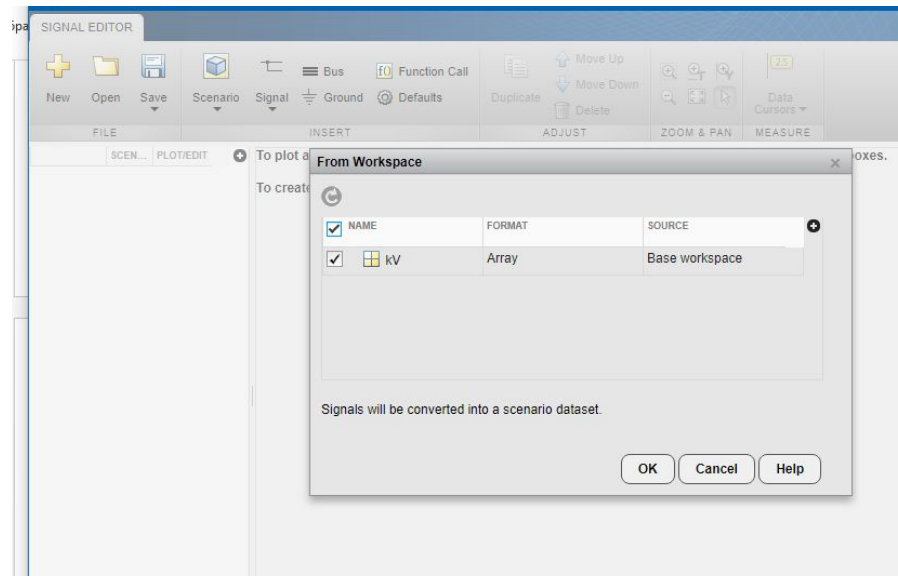 SIGNAL EDITOR
New Open Save Scenario Signal Bus Ground f() Function Call Defaults Duplicate Move Up Move Down Delete 2.5 Data Cursors
FILE INSERT ADJUST ZOOM & PAN MEASURE
SCEN... PLOT/EDIT
To plot a
oxes.
To create
From Workspace
NAME FORMAT SOURCE
kV Array Base workspace
Signals will be converted into a scenario dataset.
OK Cancel Help